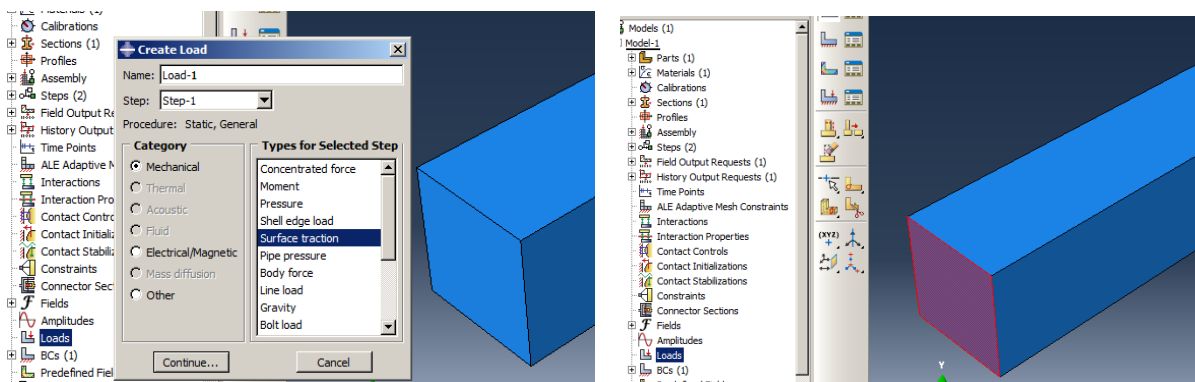 Materials (1)
Calibrations
Sections (1)
Profiles
Assembly
Steps (2)
Field Output Re
History Output
Time Points
ALE Adaptive M
Interactions
Interaction Pro
Contact Contro
Contact Initializ
Contact Stabiliz
Constraints
Connector Sec
Fields
Amplitudes
Loads
BCs (1)
Predefined Fiel
Create Load
Name: Load-1
Step: Step-1
Procedure: Static, General
Category
Mechanical
Thermal
Acoustic
Fluid
Electrical/Magnetic
Mass diffusion
Other
Types for Selected Step
Concentrated force
Moment
Pressure
Shell edge load
Surface traction
Pipe pressure
Body force
Line load
Gravity
Bolt load
Continue...
Cancel
Models (1)
Model-1
Parts (1)
Materials (1)
Calibrations
Sections (1)
Profiles
Assembly
Steps (2)
Field Output Requests (1)
History Output Requests (1)
Time Points
ALE Adaptive Mesh Constraints
Interactions
Interaction Properties
Contact Controls
Contact Initializations
Contact Stabilizations
Constraints
Connector Sections
Fields
Amplitudes
Loads
BCs (1)
(XYZ)
Y